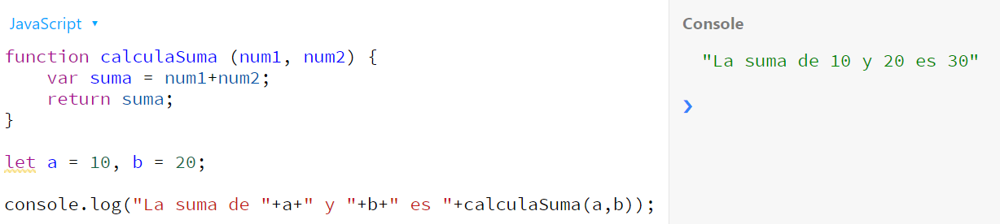 JavaScript ▾
function calculaSuma (num1, num2) {
    var suma = num1+num2;
    return suma;
}
let a = 10, b = 20;
console.log("La suma de "+a+" y "+b+" es "+calculaSuma(a,b));
Console
"La suma de 10 y 20 es 30"
❯